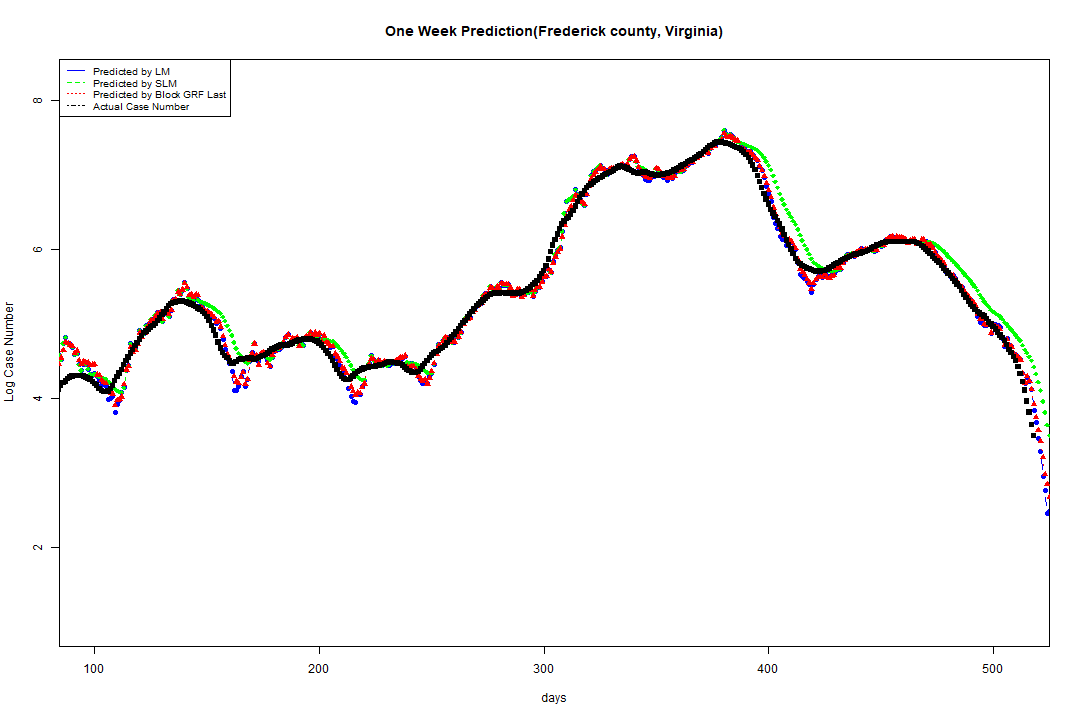 One Week Prediction(Frederick county, Virginia)
Predicted by LM
Predicted by SLM
Predicted by Block GRF Last
Actual Case Number
8
6
4
2
Log Case Number
100 200 300 400 500
days